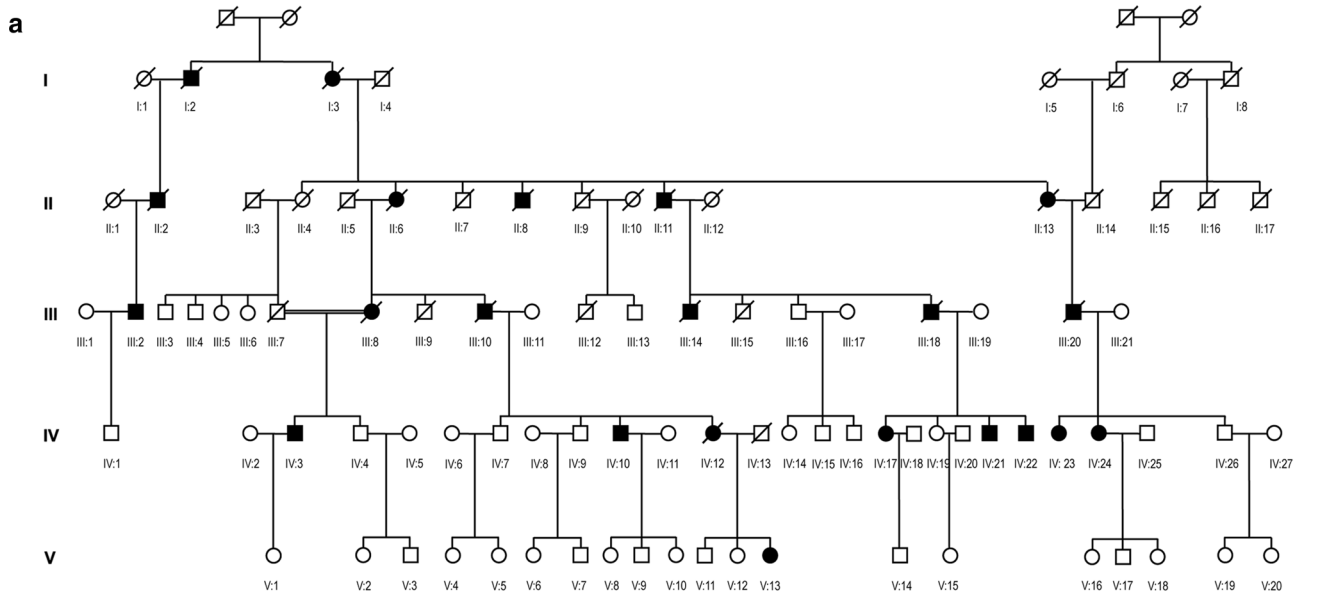 a
I
I:1 I:2 I:3 I:4 I:5 I:6 I:7 I:8
II
II:1 II:2 II:3 II:4 II:5 II:6 II:7 II:8 II:9 II:10 II:11 II:12 II:13 II:14 II:15 II:16 II:17
III
III:1 III:2 III:3 III:4 III:5 III:6 III:7 III:8 III:9 III:10 III:11 III:12 III:13 III:14 III:15 III:16 III:17 III:18 III:19 III:20 III:21
IV
IV:1 IV:2 IV:3 IV:4 IV:5 IV:6 IV:7 IV:8 IV:9 IV:10 IV:11 IV:12 IV:13 IV:14 IV:15 IV:16 IV:17 IV:18 IV:19 IV:20 IV:21 IV:22 IV: 23 IV:24 IV:25 IV:26 IV:27
V
V:1 V:2 V:3 V:4 V:5 V:6 V:7 V:8 V:9 V:10 V:11 V:12 V:13 V:14 V:15 V:16 V:17 V:18 V:19 V:20